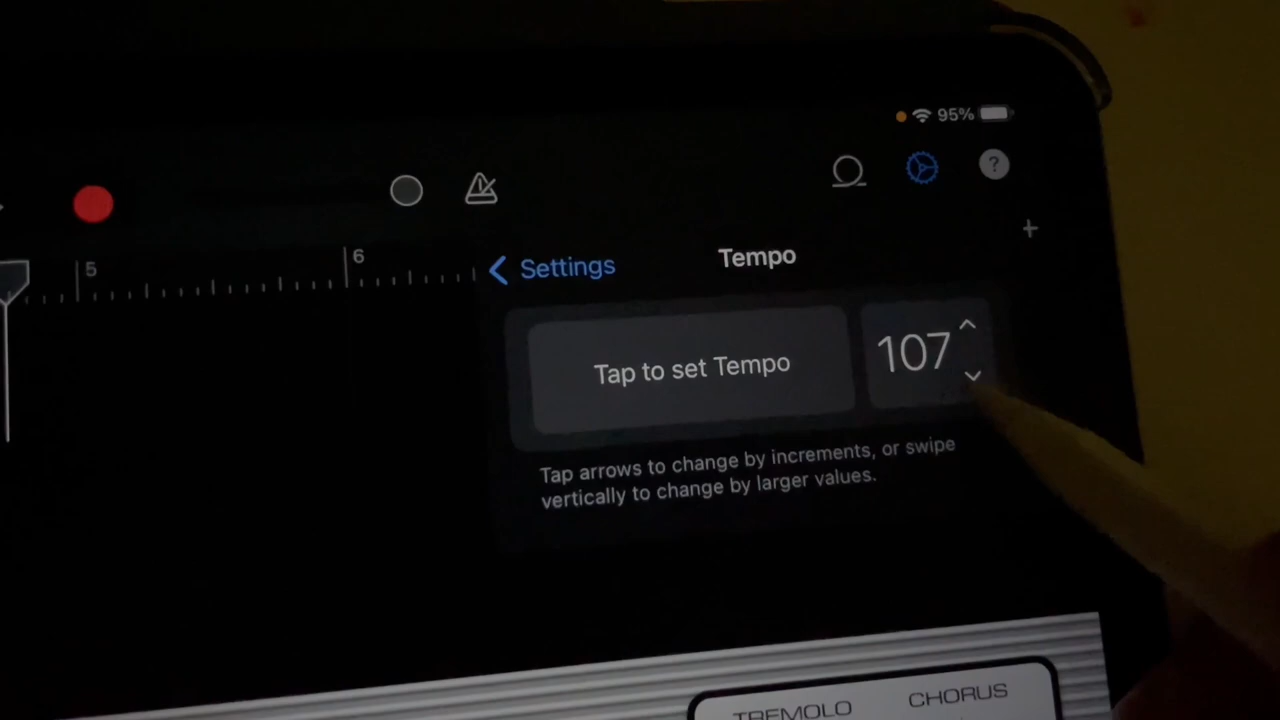 95%
?
5
6
Settings
Tempo
Tap to set Tempo
107
Tap arrows to change by increments, or swipe
vertically to change by larger values.
TREMOLO
CHORUS